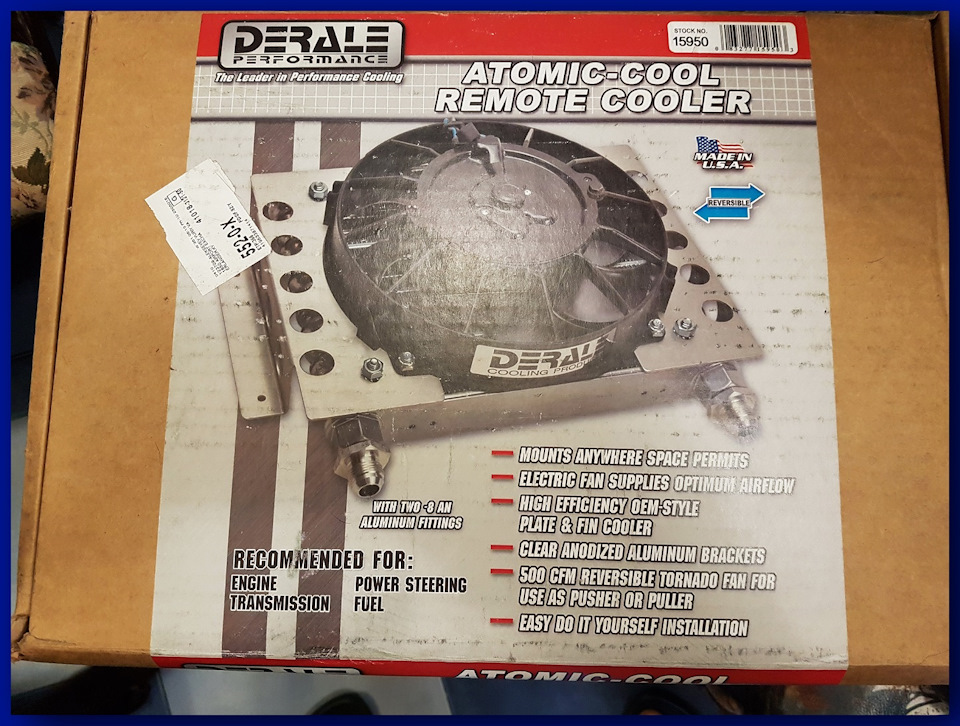 DERALE
PERFORMANCE
The Leader in Performance Cooling
STOCK NO.
15950
ATOMIC-COOL
REMOTE COOLER
MADE IN
U.S.A.
REVERSIBLE
552-0-X
DERALE
COOLING
WITH TWO -8 AN
ALUMINUM FITTINGS
MOUNTS ANYWHERE SPACE PERMITS
ELECTRIC FAN SUPPLIES OPTIMUM AIRFLOW
HIGH EFFICIENCY OEM-STYLE
PLATE & FIN COOLER
CLEAR ANODIZED ALUMINUM BRACKETS
500 CFM REVERSIBLE TORNADO FAN FOR
USE AS PUSHER OR PULLER
EASY DO IT YOURSELF INSTALLATION
RECOMMENDED FOR:
ENGINE POWER STEERING
TRANSMISSION FUEL
ATOMIC-COOL